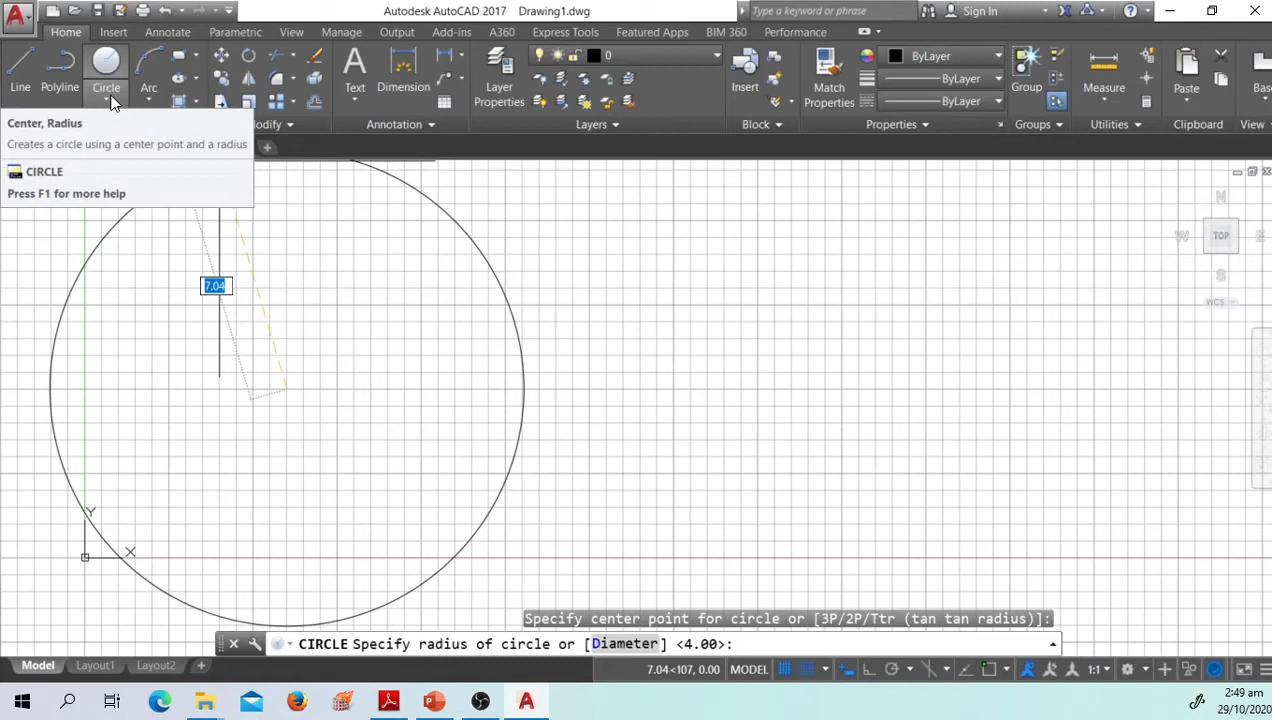 Autodesk AutoCAD 2017 Drawing1.dwg
Type a keyword or phrase
Sign In
Home Insert Annotate Parametric View Manage Output Add-ins A360 Express Tools Featured Apps BIM 360 Performance
Line Polyline Circle Arc Text Dimension Layer Properties Insert Match Properties Group Measure Paste
0
ByLayer
ByLayer
ByLayer
Annotation Layers Block Properties Groups Utilities Clipboard View
Center, Radius
Creates a circle using a center point and a radius
CIRCLE
Press F1 for more help
N
W TOP E
S
WCS
7.04
Y
X
Specify center point for circle or [3P/2P/Ttr (tan tan radius)]:
CIRCLE Specify radius of circle or [Diameter] <4.00>:
Model Layout1 Layout2
7.04<107, 0.00 MODEL 1:1
2:49 am
29/10/2020